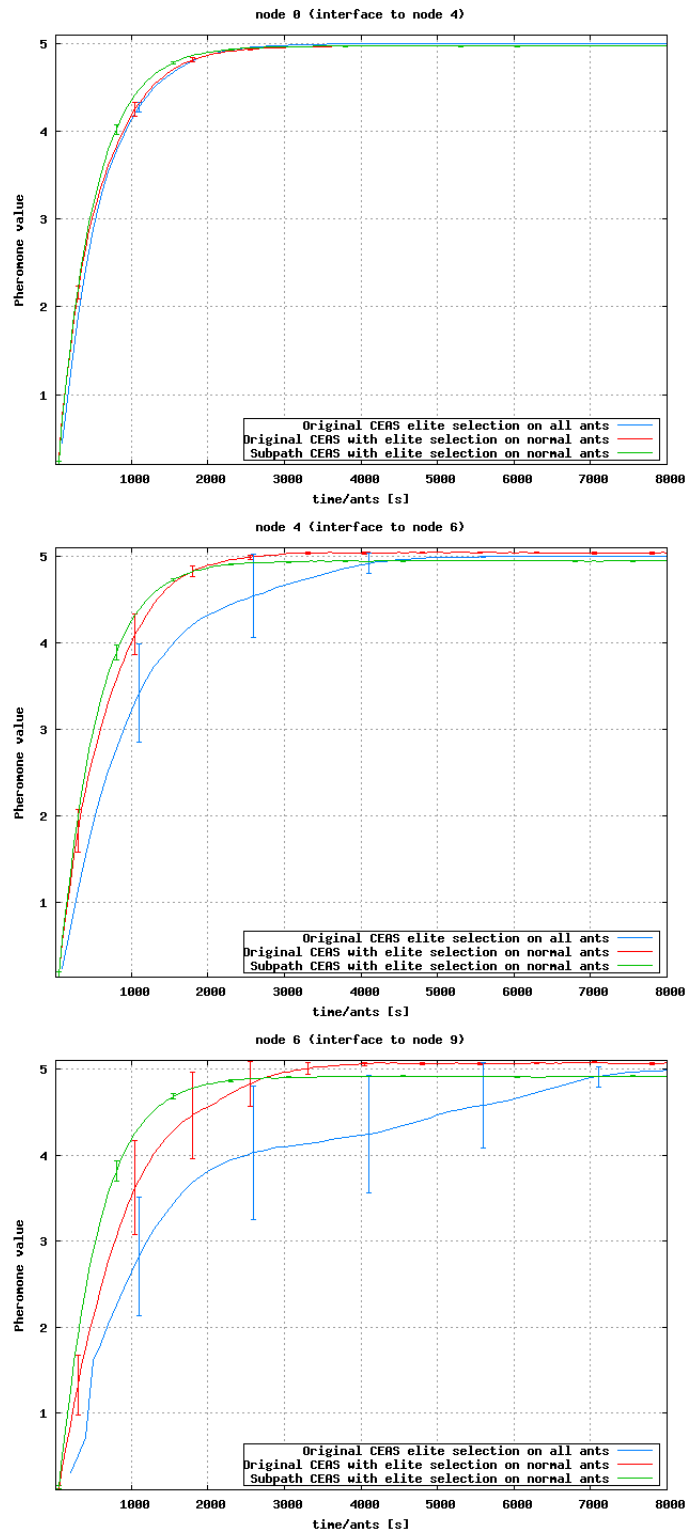 node 0 (interface to node 4)
5
4
3
2
1
Pheromone value
Original CEAS elite selection on all ants
Original CEAS with elite selection on normal ants
Subpath CEAS with elite selection on normal ants
1000 2000 3000 4000 5000 6000 7000 8000
time/ants [s]
node 4 (interface to node 6)
5
4
3
2
1
Pheromone value
Original CEAS elite selection on all ants
Original CEAS with elite selection on normal ants
Subpath CEAS with elite selection on normal ants
1000 2000 3000 4000 5000 6000 7000 8000
time/ants [s]
node 6 (interface to node 9)
5
4
3
2
1
Pheromone value
Original CEAS elite selection on all ants
Original CEAS with elite selection on normal ants
Subpath CEAS with elite selection on normal ants
1000 2000 3000 4000 5000 6000 7000 8000
time/ants [s]